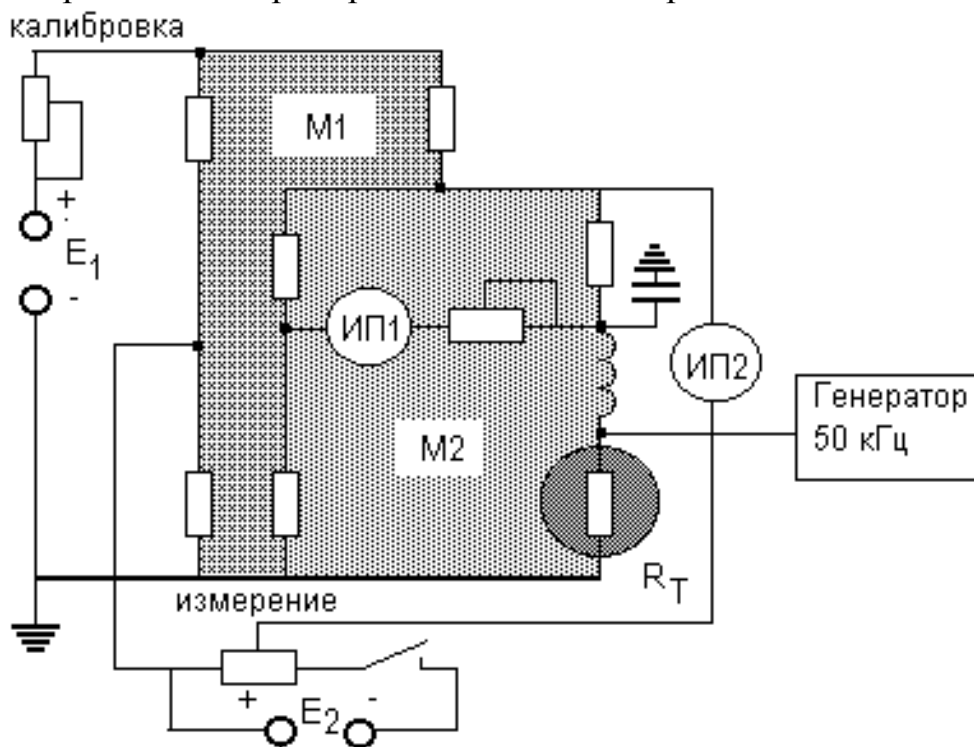 калибровка
М1
+
E1
-
ИП1
ИП2
Генератор
50 кГц
М2
RT
измерение
+
E2
-